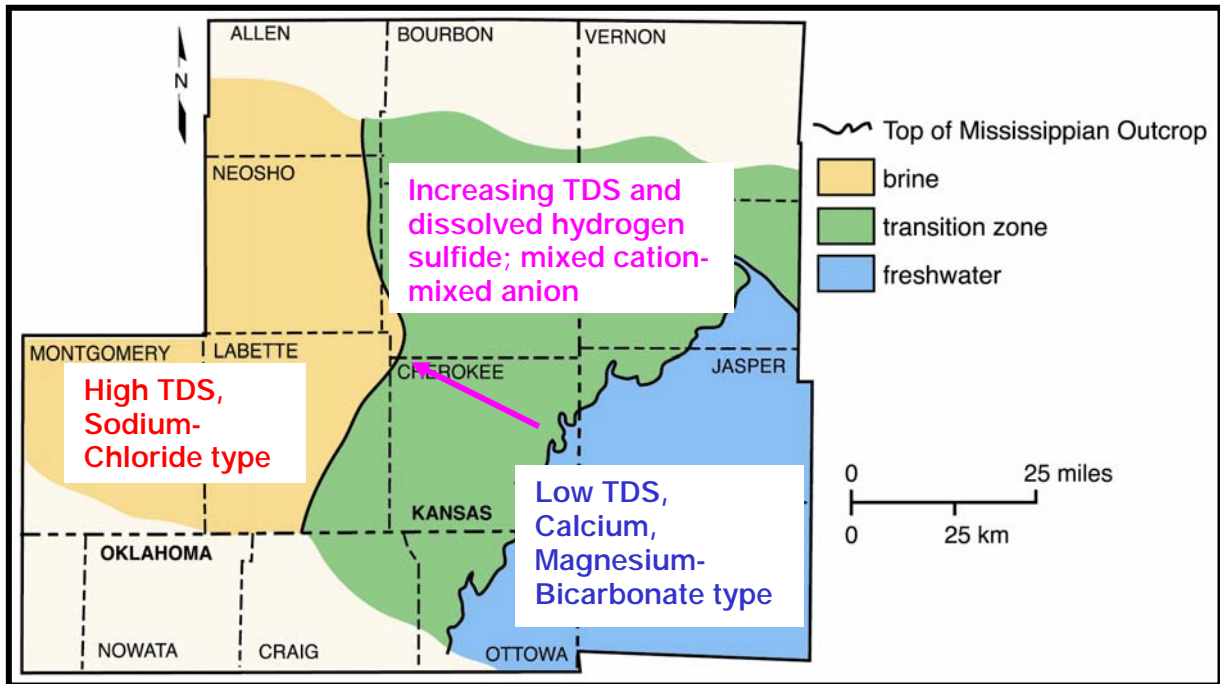 ALLEN
BOURBON
VERNON
N
NEOSHO
Increasing TDS and
dissolved hydrogen
sulfide; mixed cation-
mixed anion
Top of Mississippian Outcrop
brine
transition zone
freshwater
MONTGOMERY
LABETTE
CHEROKEE
JASPER
High TDS,
Sodium-
Chloride type
Low TDS,
Calcium,
Magnesium-
Bicarbonate type
0 25 miles
0 25 km
KANSAS
OKLAHOMA
NOWATA
CRAIG
OTTOWA